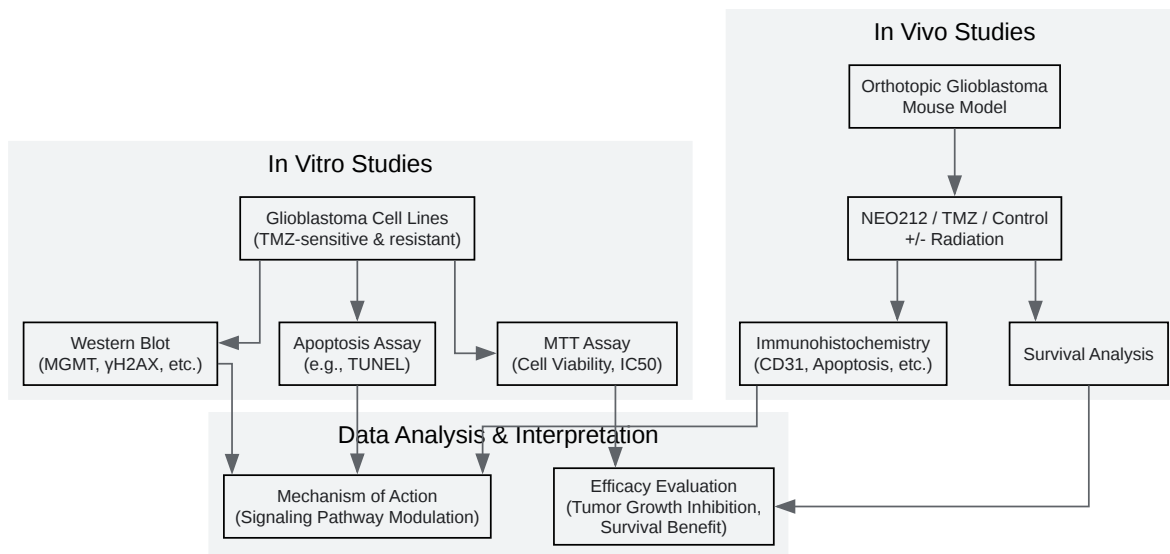 In Vivo Studies
Orthotopic Glioblastoma
Mouse Model
NEO212 / TMZ / Control
+/- Radiation
Immunohistochemistry
(CD31, Apoptosis, etc.)
Survival Analysis
In Vitro Studies
Glioblastoma Cell Lines
(TMZ-sensitive & resistant)
Western Blot
(MGMT, γH2AX, etc.)
Apoptosis Assay
(e.g., TUNEL)
MTT Assay
(Cell Viability, IC50)
Data Analysis & Interpretation
Mechanism of Action
(Signaling Pathway Modulation)
Efficacy Evaluation
(Tumor Growth Inhibition,
Survival Benefit)